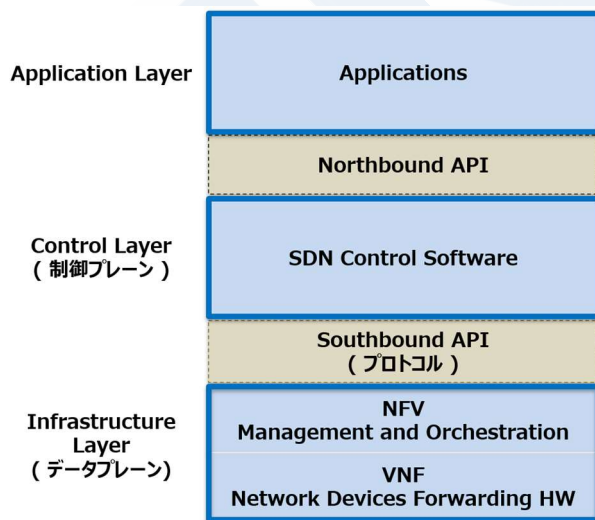 Application Layer
Applications
Northbound API
Control Layer
( 制御プレーン )
SDN Control Software
Southbound API
( プロトコル )
Infrastructure
Layer
( データプレーン)
NFV
Management and Orchestration
VNF
Network Devices Forwarding HW